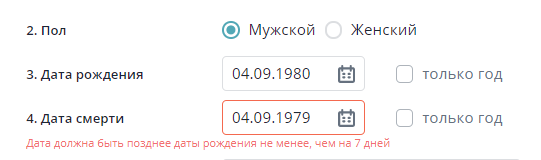 2. Пол Мужской Женский
3. Дата рождения 04.09.1980 только год
4. Дата смерти 04.09.1979 только год
Дата должна быть позднее даты рождения не менее, чем на 7 дней